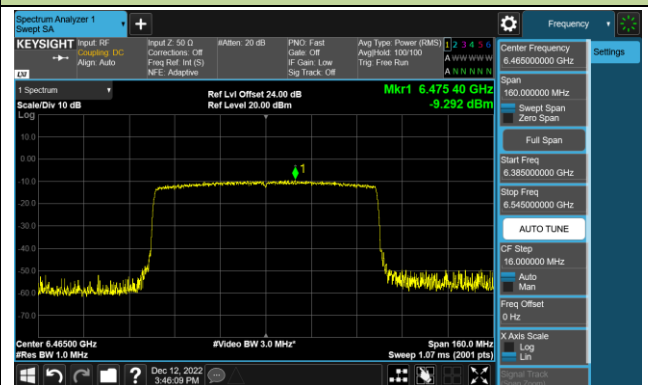 Spectrum Analyzer 1
Swept SA
+
Frequency
Settings
KEYSIGHT
LXI
Input: RF
Coupling: DC
Align: Auto
Input Z: 50 Ω
Corrections: Off
Freq Ref: Int (S)
NFE: Adaptive
#Atten: 20 dB
PNO: Fast
Gate: Off
IF Gain: Low
Sig Track: Off
Avg Type: Power (RMS)
Avg|Hold: 100/100
Trig: Free Run
1 2 3 4 5 6
A W W W W W
A N N N N N
1 Spectrum
Scale/Div 10 dB
Log
Ref Lvl Offset 24.00 dB
Ref Level 20.00 dBm
Mkr1 6.475 40 GHz
-9.292 dBm
10.0
0.00
-10.0
-20.0
-30.0
-40.0
-50.0
-60.0
-70.0
1
Center 6.46500 GHz
#Res BW 1.0 MHz
#Video BW 3.0 MHz*
Span 160.0 MHz
Sweep 1.07 ms (2001 pts)
Center Frequency
6.465000000 GHz
Span
160.000000 MHz
Swept Span
Zero Span
Full Span
Start Freq
6.385000000 GHz
Stop Freq
6.545000000 GHz
AUTO TUNE
CF Step
16.000000 MHz
Auto
Man
Freq Offset
0 Hz
X Axis Scale
Log
Lin
Signal Track
?
Dec 12, 2022
3:46:09 PM